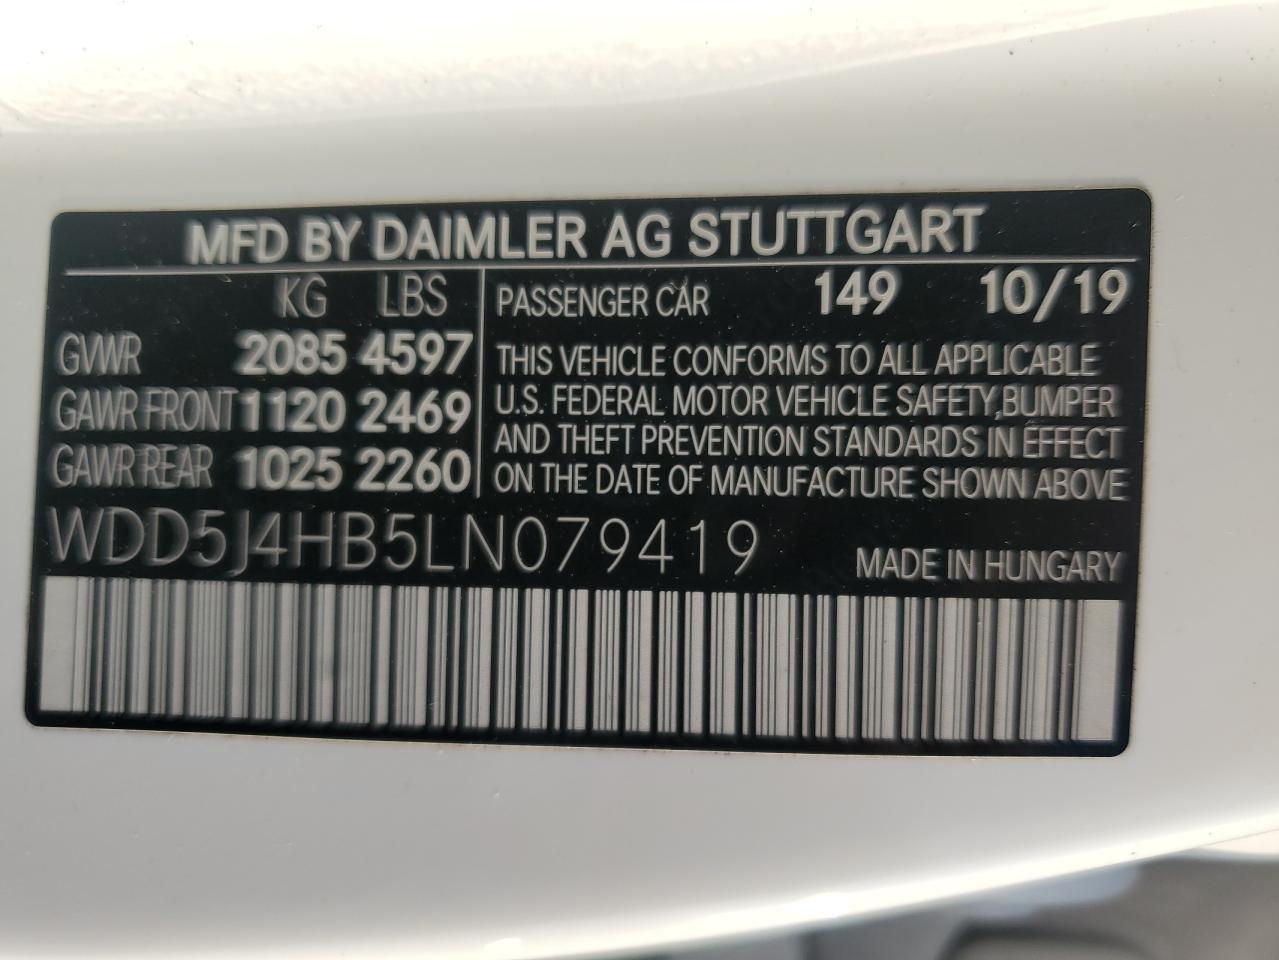 MFD BY DAIMLER AG STUTTGART
KG LBS
GVWR 2085 4597
GAWR FRONT 1120 2469
GAWR REAR 1025 2260
PASSENGER CAR 149 10/19
THIS VEHICLE CONFORMS TO ALL APPLICABLE
U.S. FEDERAL MOTOR VEHICLE SAFETY, BUMPER
AND THEFT PREVENTION STANDARDS IN EFFECT
ON THE DATE OF MANUFACTURE SHOWN ABOVE
WDD5J4HB5LN079419
MADE IN HUNGARY